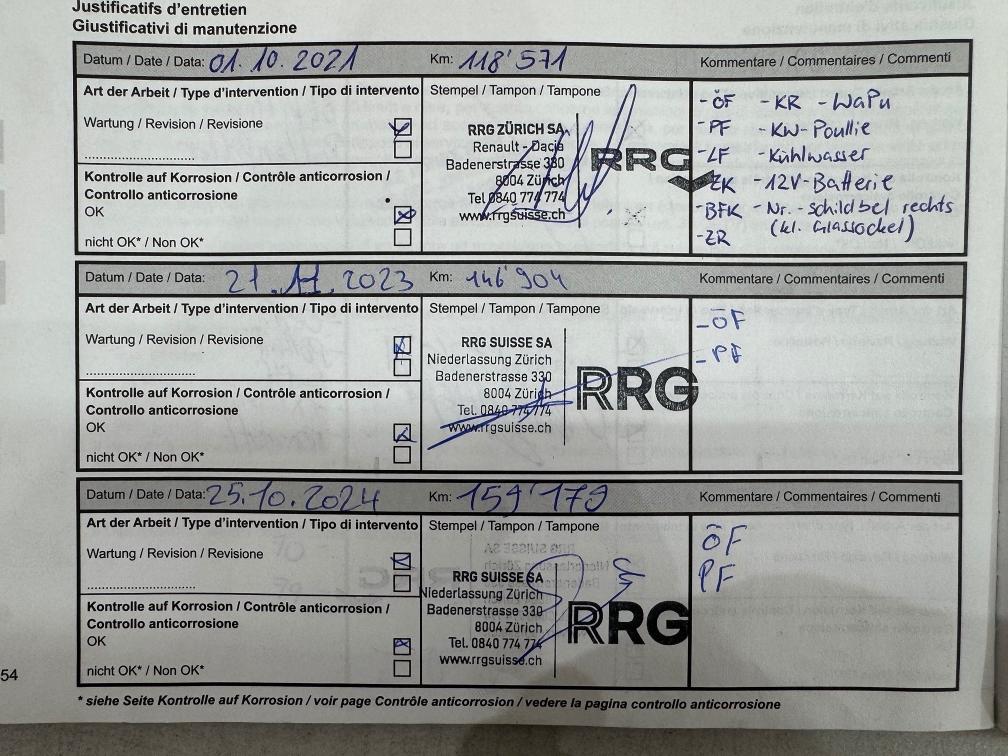 Justificatifs d'entretien
Giustificativi di manutenzione
Datum / Date / Data: 01.10.2021 Km: 118'571 Kommentare / Commentaires / Commenti
Art der Arbeit / Type d'intervention / Tipo di intervento
Wartung / Revision / Revisione
Kontrolle auf Korrosion / Contrôle anticorrosion /
Controllo anticorrosione
OK
nicht OK* / Non OK*
Stempel / Tampon / Tampone
RRG ZÜRICH SA
Renault - Dacia
Badenerstrasse 330
8004 Zürich
Tel. 0840 774 774
www.rrgsuisse.ch
RRG
- ÖF - KR - WaPu
- PF - KW-Poullie
- LF - Kühlwasser
- ZK - 12V-Batterie
- BFK - Nr.-schildbel rechts
- ZR (kl. Glassockel)
Datum / Date / Data: 21.11.2023 Km: 146'904 Kommentare / Commentaires / Commenti
Art der Arbeit / Type d'intervention / Tipo di intervento
Wartung / Revision / Revisione
Kontrolle auf Korrosion / Contrôle anticorrosion /
Controllo anticorrosione
OK
nicht OK* / Non OK*
Stempel / Tampon / Tampone
RRG SUISSE SA
Niederlassung Zürich
Badenerstrasse 330
8004 Zürich
Tel. 0840 774 774
www.rrgsuisse.ch
RRG
- ÖF
- PF
Datum / Date / Data: 25.10.2024 Km: 159'179 Kommentare / Commentaires / Commenti
Art der Arbeit / Type d'intervention / Tipo di intervento
Wartung / Revision / Revisione
Kontrolle auf Korrosion / Contrôle anticorrosion /
Controllo anticorrosione
OK
nicht OK* / Non OK*
Stempel / Tampon / Tampone
RRG SUISSE SA
Niederlassung Zürich
Badenerstrasse 330
8004 Zürich
Tel. 0840 774 774
www.rrgsuisse.ch
RRG
ÖF
PF
54
* siehe Seite Kontrolle auf Korrosion / voir page Contrôle anticorrosion / vedere la pagina controllo anticorrosione